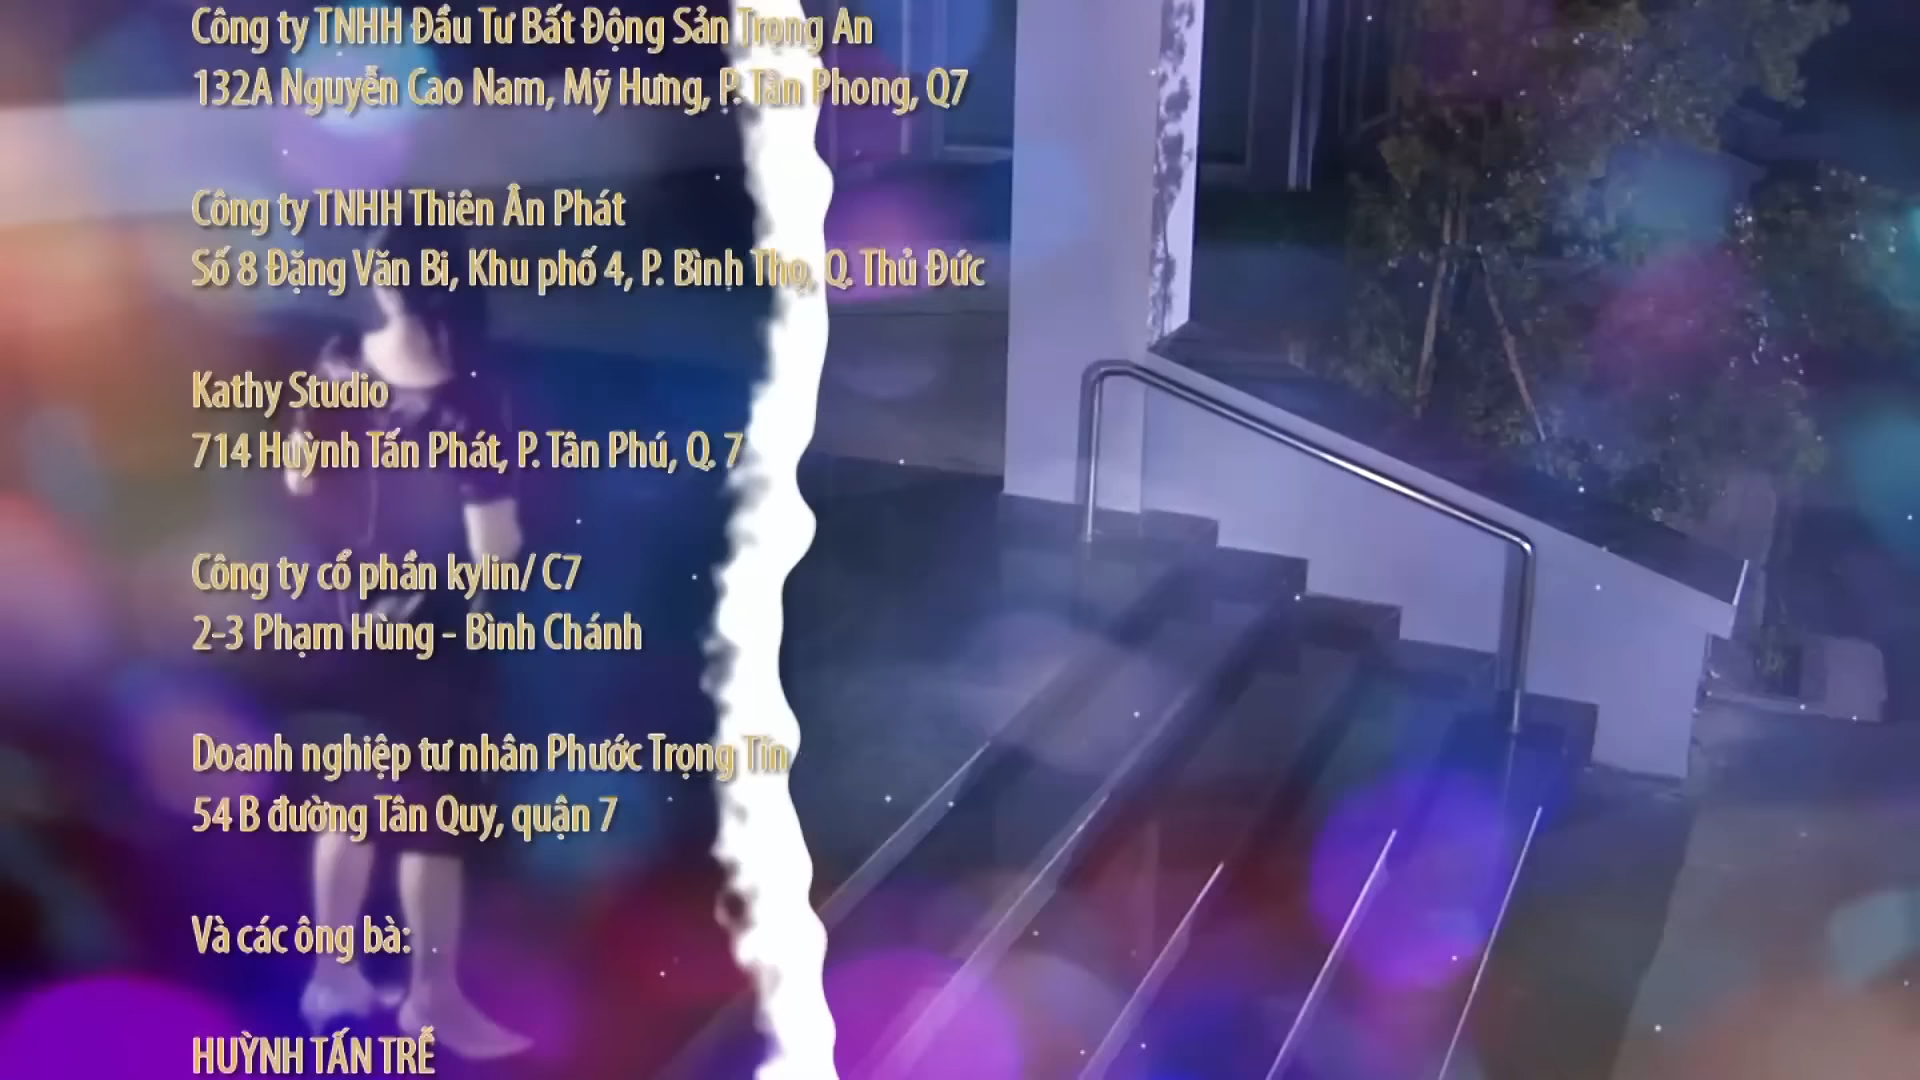 Công ty TNHH Đầu Tư Bất Động Sản Trọng An
132A Nguyễn Cao Nam, Mỹ Hưng, P. Tân Phong, Q7
Công ty TNHH Thiên Ân Phát
Số 8 Đặng Văn Bi, Khu phố 4, P. Bình Thọ, Q. Thủ Đức
Kathy Studio
714 Huỳnh Tấn Phát, P. Tân Phú, Q. 7
Công ty cổ phần kylin/ C7
2-3 Phạm Hùng - Bình Chánh
Doanh nghiệp tư nhân Phước Trọng Tín
54 B đường Tân Quy, quận 7
Và các ông bà:
HUỲNH TẤN TRỄ